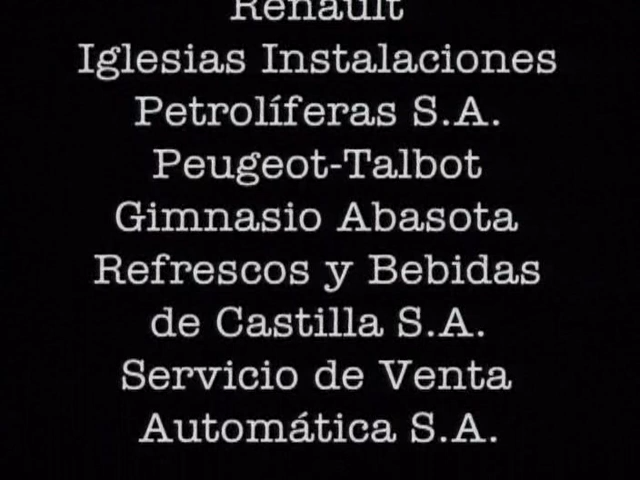 Renault
Iglesias Instalaciones
Petrolíferas S.A.
Peugeot-Talbot
Gimnasio Abasota
Refrescos y Bebidas
de Castilla S.A.
Servicio de Venta
Automática S.A.